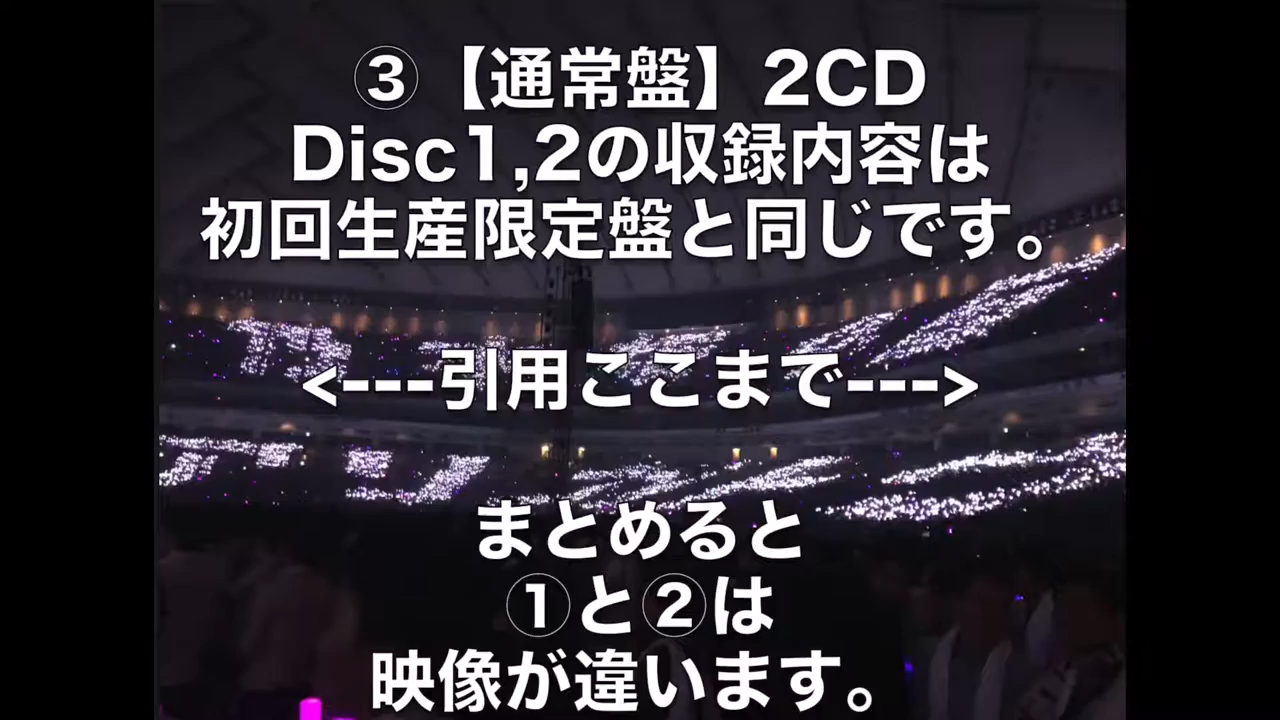 ③【通常盤】2CD
Disc1,2の収録内容は
初回生産限定盤と同じです。
<---引用ここまで--->
まとめると
①と②は
映像が違います。